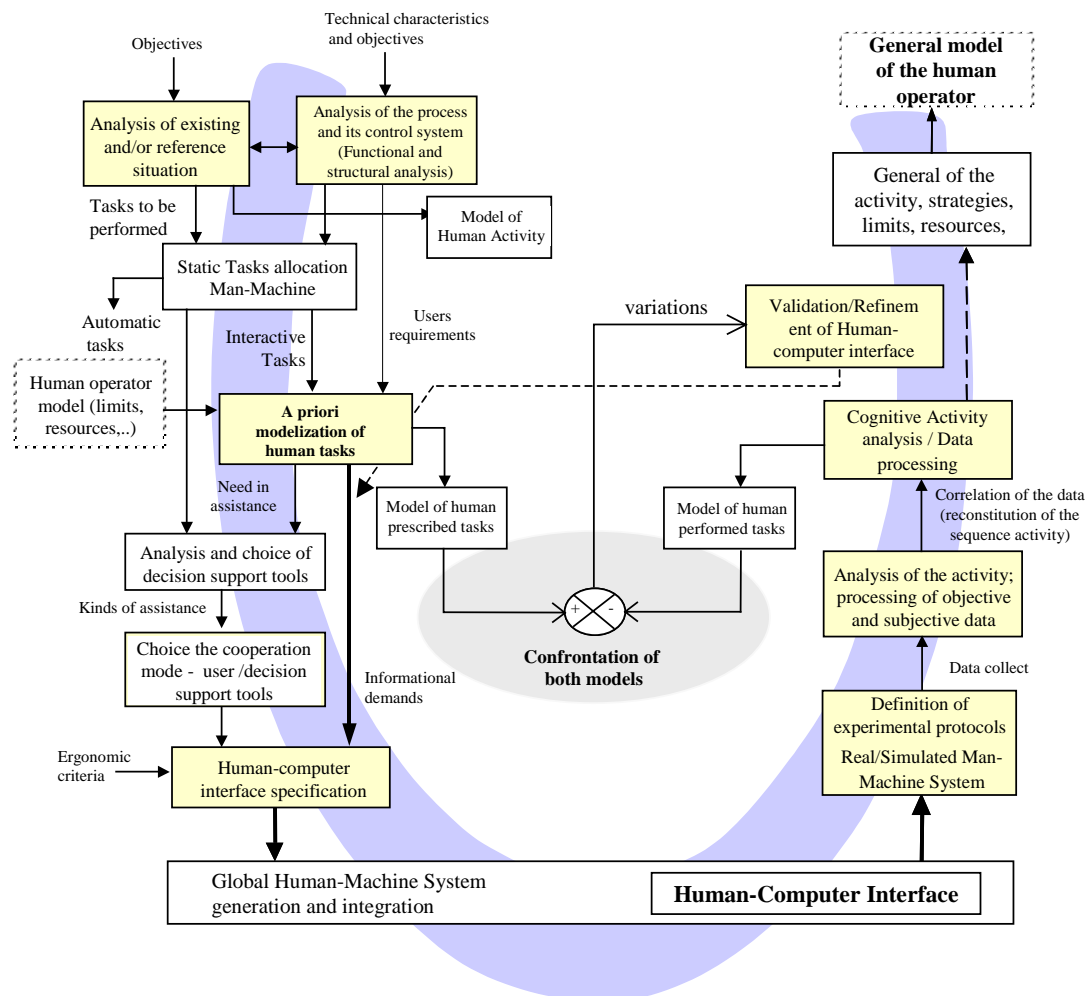 Objectives
Technical characteristics
and objectives
Analysis of existing
and/or reference
situation
Analysis of the process
and its control system
(Functional and
structural analysis)
General model
of the human
operator
General of the
activity, strategies,
limits, resources,
Tasks to be
performed
Model of
Human Activity
Static Tasks allocation
Man-Machine
Automatic
tasks
Interactive
Tasks
Users
requirements
variations
Validation/Refinem
ent of Human-
computer interface
Human operator
model (limits,
resources,..)
A priori
modelization of
human tasks
Cognitive Activity
analysis / Data
processing
Need in
assistance
Model of human
prescribed tasks
Model of human
performed tasks
Correlation of the data
(reconstitution of the
sequence activity)
Analysis and choice of
decision support tools
Analysis of the activity;
processing of objective
and subjective data
Kinds of assistance
+ -
Confrontation of
both models
Choice the cooperation
mode - user /decision
support tools
Informational
demands
Data collect
Definition of
experimental protocols
Real/Simulated Man-
Machine System
Ergonomic
criteria
Human-computer
interface specification
Global Human-Machine System
generation and integration
Human-Computer Interface